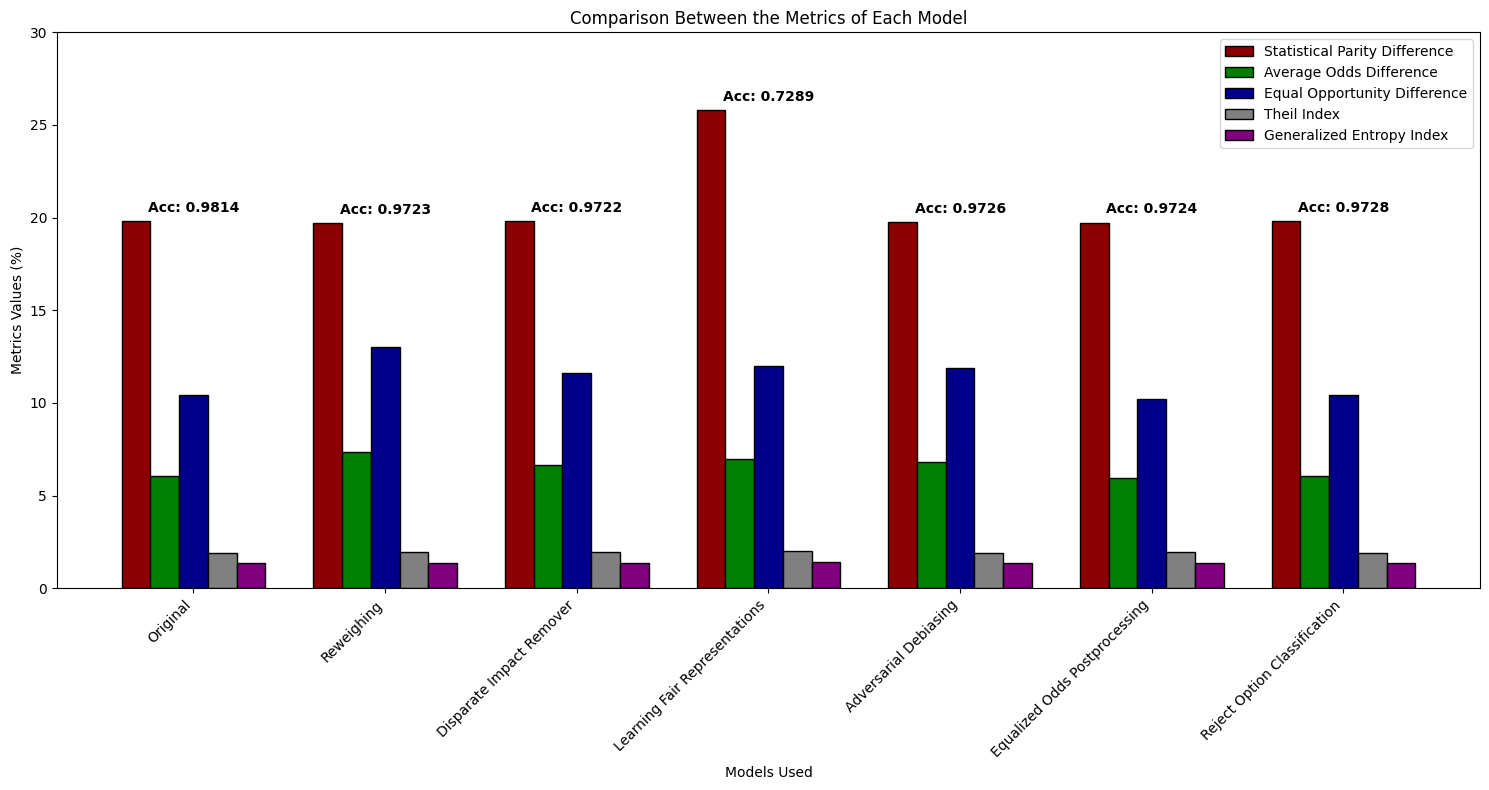 Comparison Between the Metrics of Each Model
Metrics Values (%)
30
25
20
15
10
5
0
Statistical Parity Difference
Average Odds Difference
Equal Opportunity Difference
Theil Index
Generalized Entropy Index
Acc: 0.9814
Acc: 0.9723
Acc: 0.9722
Acc: 0.7289
Acc: 0.9726
Acc: 0.9724
Acc: 0.9728
Original
Reweighing
Disparate Impact Remover
Learning Fair Representations
Adversarial Debiasing
Equalized Odds Postprocessing
Reject Option Classification
Models Used